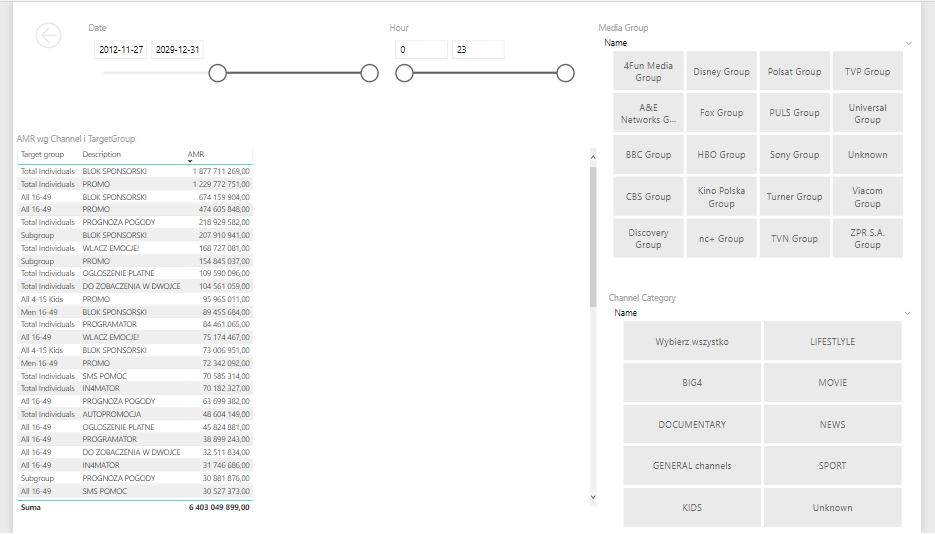 Date
2012-11-27 2029-12-31
Hour
0 23
Media Group
Name
4Fun Media Group
Disney Group
Polsat Group
TVP Group
A&E Networks G...
Fox Group
PULS Group
Universal Group
BBC Group
HBO Group
Sony Group
Unknown
CBS Group
Kino Polska Group
Turner Group
Viacom Group
Discovery Group
nc+ Group
TVN Group
ZPR S.A. Group
AMR wg Channel i TargetGroup
Target group Description AMR
Total Individuals BLOK SPONSORSKI 1 877 711 269,00
Total Individuals PROMO 1 229 772 751,00
All 16-49 BLOK SPONSORSKI 674 159 904,00
All 16-49 PROMO 474 605 848,00
Total Individuals PROGNOZA POGODY 218 929 582,00
Subgroup BLOK SPONSORSKI 207 910 941,00
Total Individuals WLACZ EMOCJE! 168 727 081,00
Subgroup PROMO 154 845 037,00
Total Individuals OGLOSZENIE PLATNE 109 590 096,00
Total Individuals DO ZOBACZENIA W DWOJCE 104 561 059,00
All 4-15 Kids PROMO 95 965 011,00
Men 16-49 BLOK SPONSORSKI 89 455 684,00
Total Individuals PROGRAMATOR 84 461 065,00
All 16-49 WLACZ EMOCJE! 75 174 467,00
All 4-15 Kids BLOK SPONSORSKI 73 006 951,00
Men 16-49 PROMO 72 342 092,00
Total Individuals SMS POMOC 70 585 314,00
Total Individuals IN4MATOR 70 182 327,00
All 16-49 PROGNOZA POGODY 63 699 382,00
Total Individuals AUTOPROMOCJA 48 604 149,00
All 16-49 OGLOSZENIE PLATNE 45 824 881,00
All 16-49 PROGRAMATOR 38 899 243,00
All 16-49 DO ZOBACZENIA W DWOJCE 32 511 834,00
All 16-49 IN4MATOR 31 746 686,00
Subgroup PROGNOZA POGODY 30 881 876,00
All 16-49 SMS POMOC 30 527 373,00
Suma 6 403 049 899,00
Channel Category
Name
Wybierz wszystko
LIFESTLYLE
BIG4
MOVIE
DOCUMENTARY
NEWS
GENERAL channels
SPORT
KIDS
Unknown